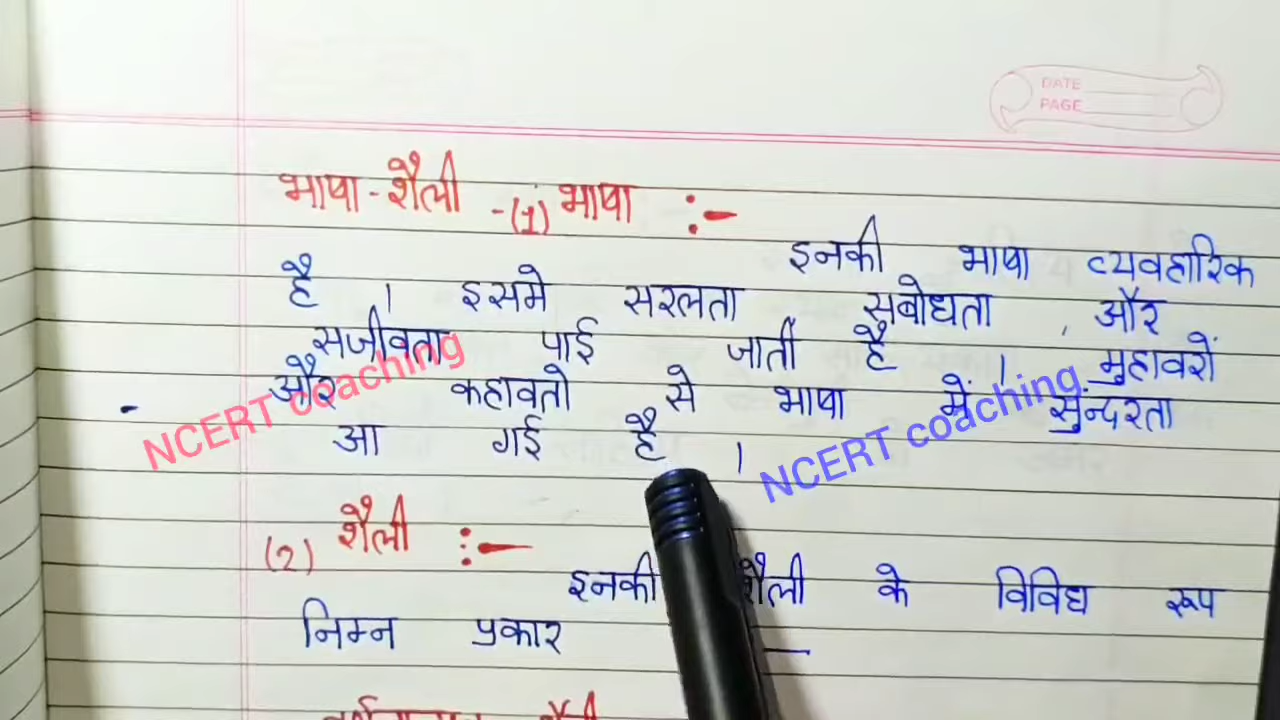 DATE
PAGE
भाषा - शैली - (1) भाषा :-
इनकी भाषा व्यवहारिक
है । इसमे सरलता सबोधता और
सजीवता पाई जाती है । मुहावरों
और कहावतो से भाषा में सुंन्दरता
आ गई है ।
NCERT coaching
NCERT coaching
(2) शैली :-
इनकी शैली के विविध रूप
निम्न प्रकार